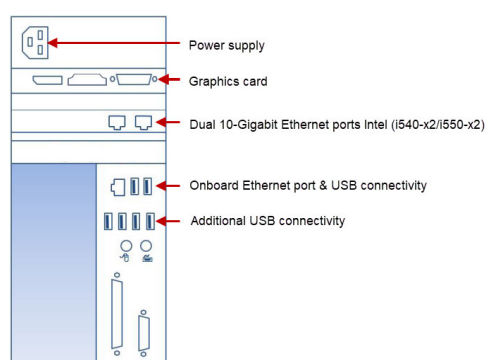 Power supply
Graphics card
Dual 10-Gigabit Ethernet ports Intel (i540-x2/i550-x2)
Onboard Ethernet port & USB connectivity
Additional USB connectivity